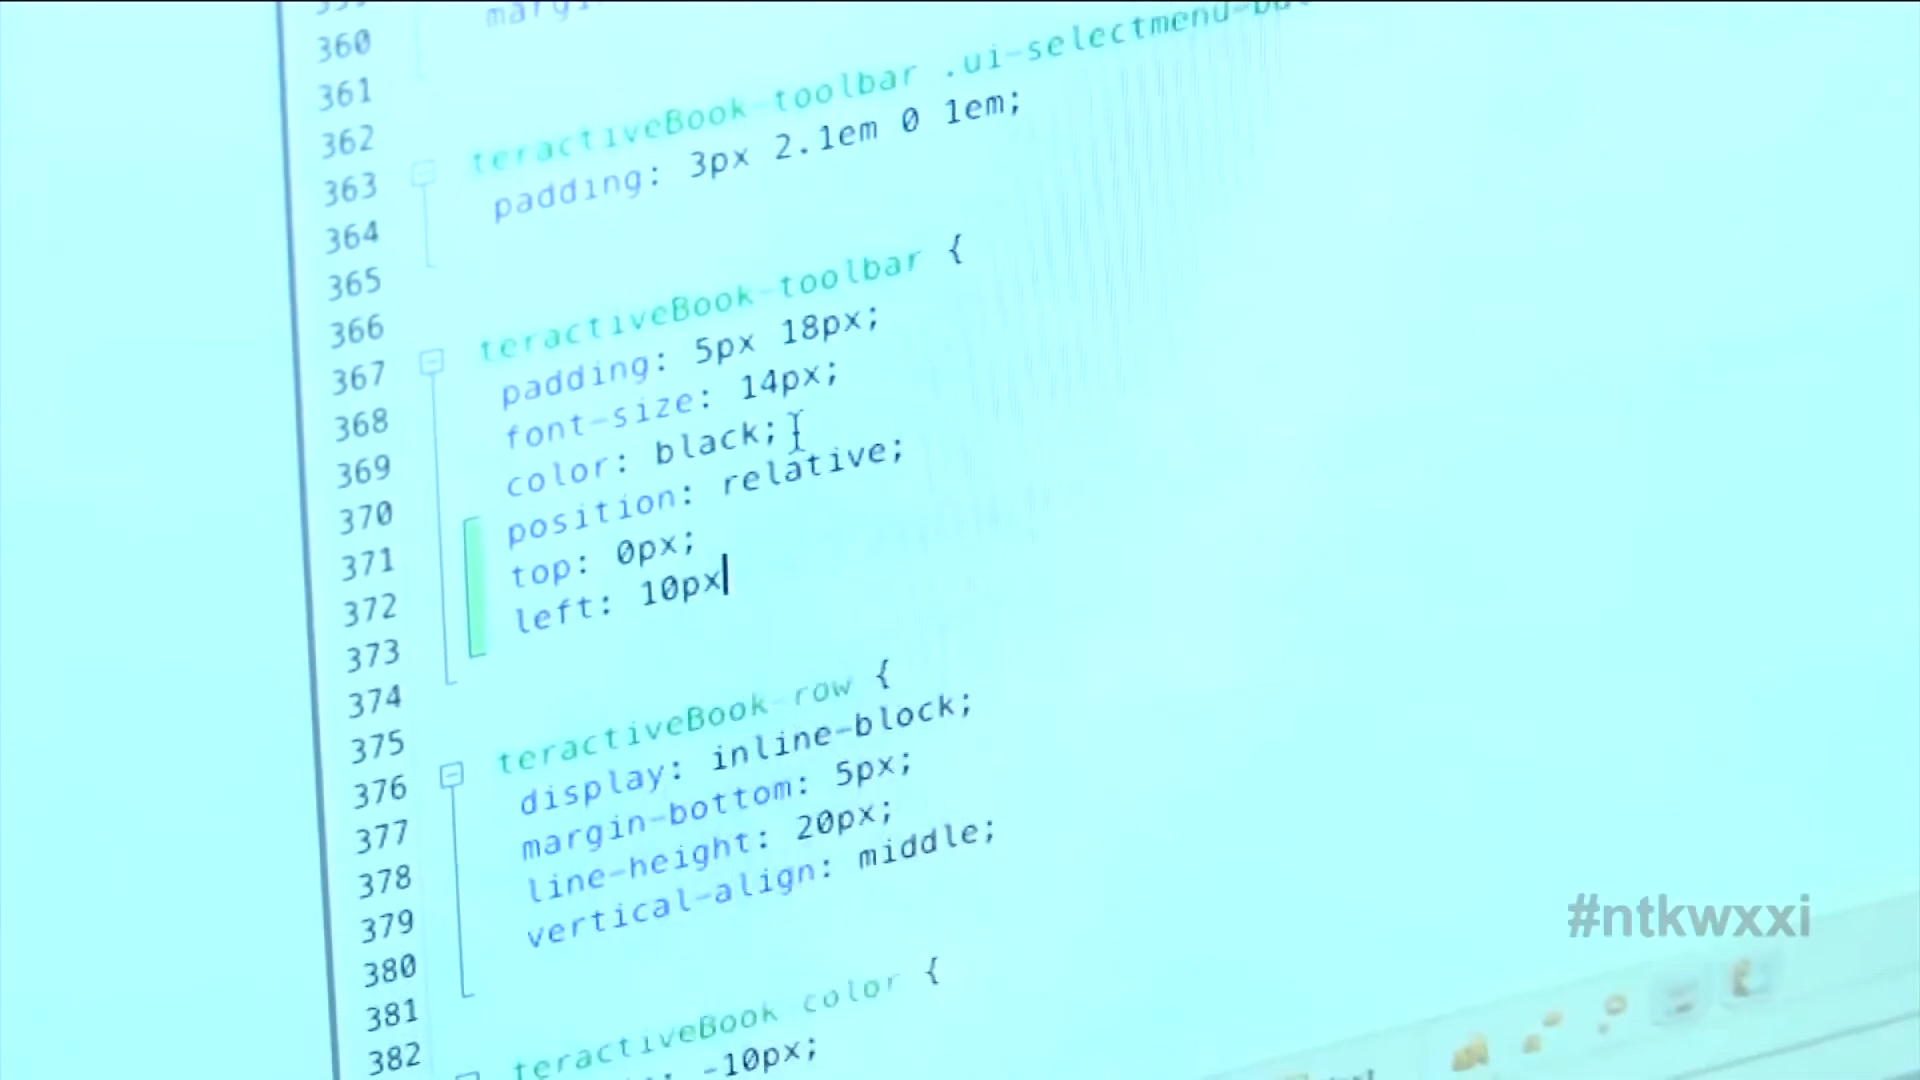 360
361
362
363 teractiveBook-toolbar .ui-selectmenu-
364 padding: 3px 2.1em 0 1em;
365
366
367 teractiveBook-toolbar {
368 padding: 5px 18px;
369 font-size: 14px;
370 color: black;
371 position: relative;
372 top: 0px;
373 left: 10px
374
375
376 teractiveBook-row {
377 display: inline-block;
378 margin-bottom: 5px;
379 line-height: 20px;
380 vertical-align: middle;
381
382
teractiveBook color {
-10px;
#ntkwxxi